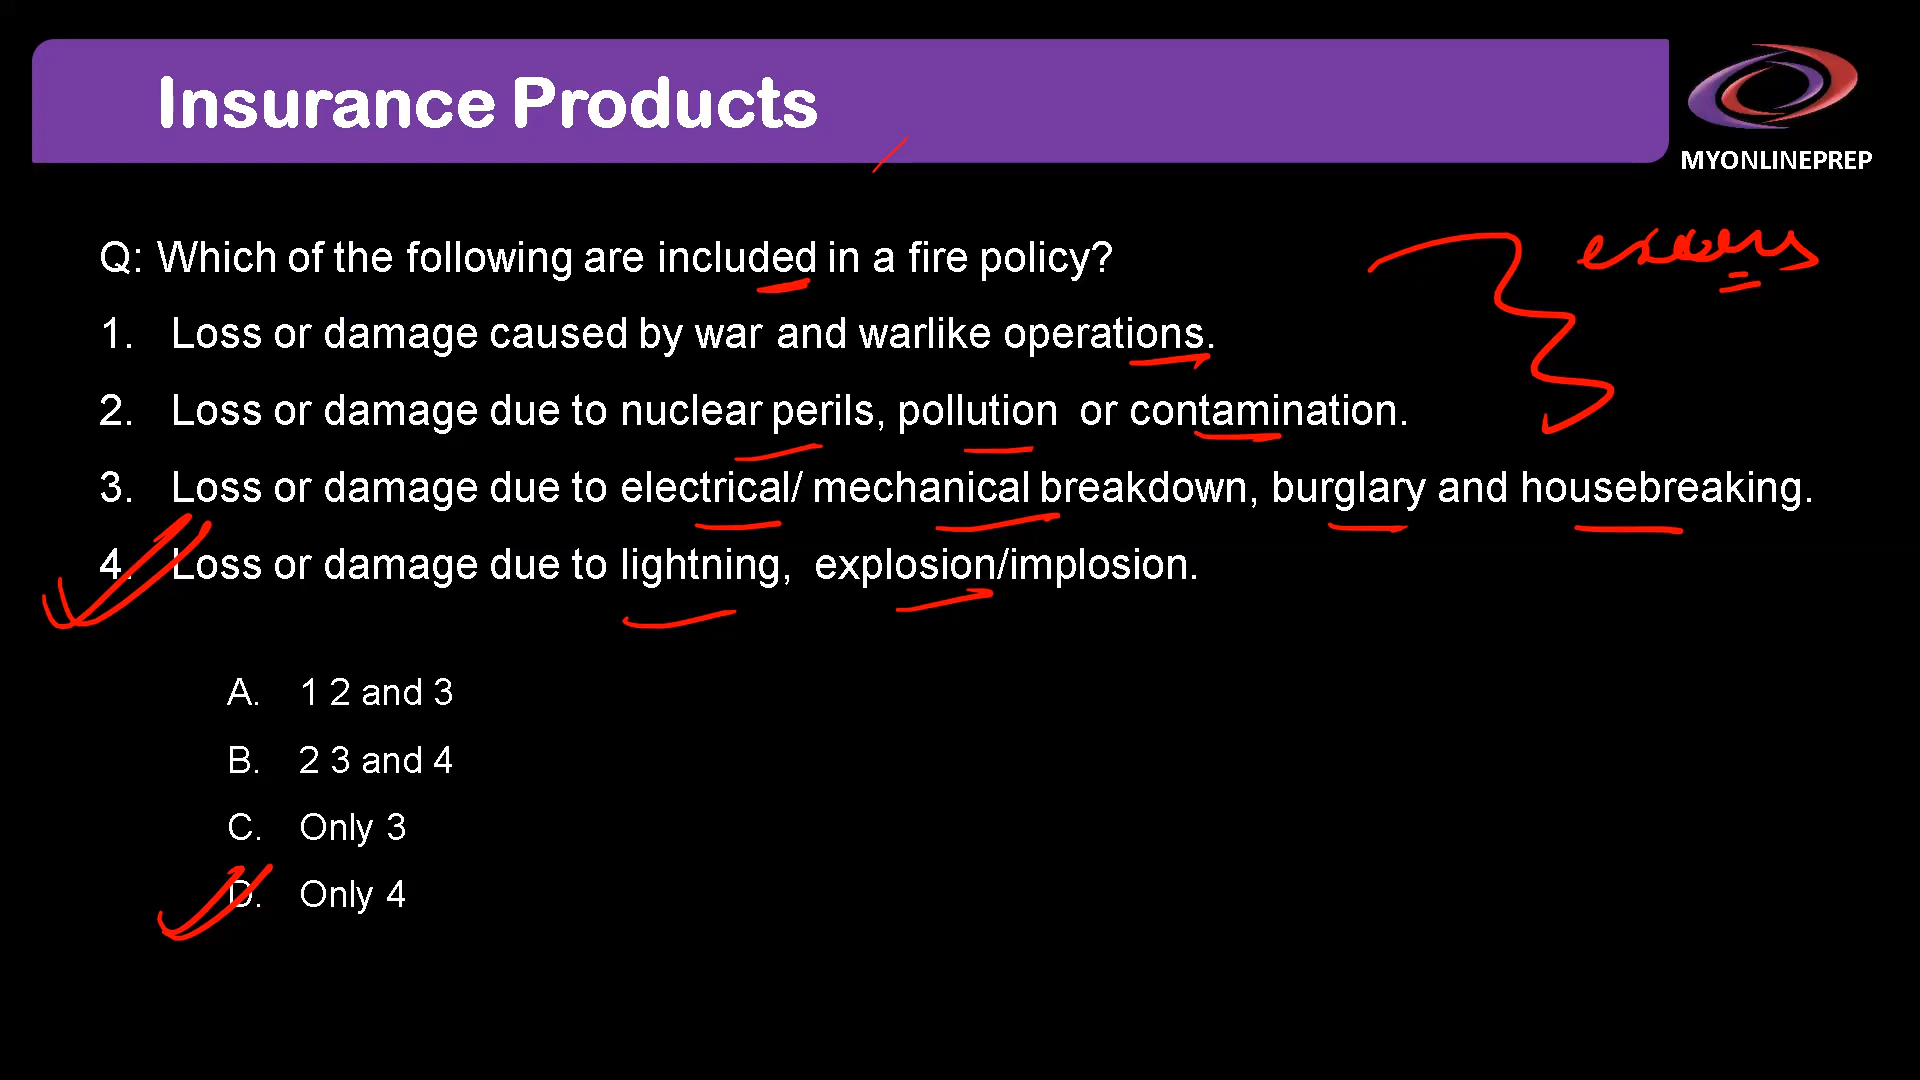 Insurance Products
MYONLINEPREP
Q: Which of the following are included in a fire policy?
1. Loss or damage caused by war and warlike operations.
2. Loss or damage due to nuclear perils, pollution or contamination.
3. Loss or damage due to electrical/ mechanical breakdown, burglary and housebreaking.
4. Loss or damage due to lightning, explosion/implosion.
A. 1 2 and 3
B. 2 3 and 4
C. Only 3
D. Only 4